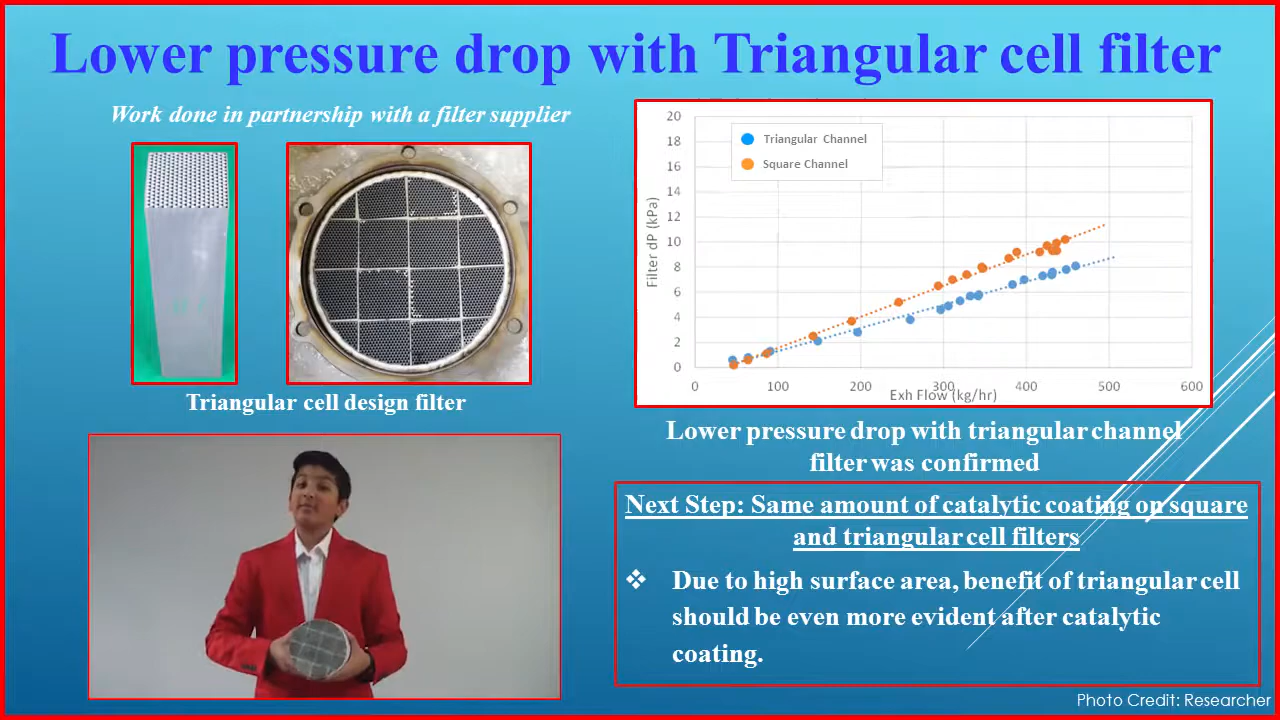 Lower pressure drop with Triangular cell filter
Work done in partnership with a filter supplier
Triangular cell design filter
20
18
16
14
12
10
8
6
4
2
0
Filter dP (kPa)
Triangular Channel
Square Channel
0 100 200 300 400 500 600
Exh Flow (kg/hr)
Lower pressure drop with triangular channel
filter was confirmed
Next Step: Same amount of catalytic coating on square
and triangular cell filters
❖ Due to high surface area, benefit of triangular cell
should be even more evident after catalytic
coating.
Photo Credit: Researcher